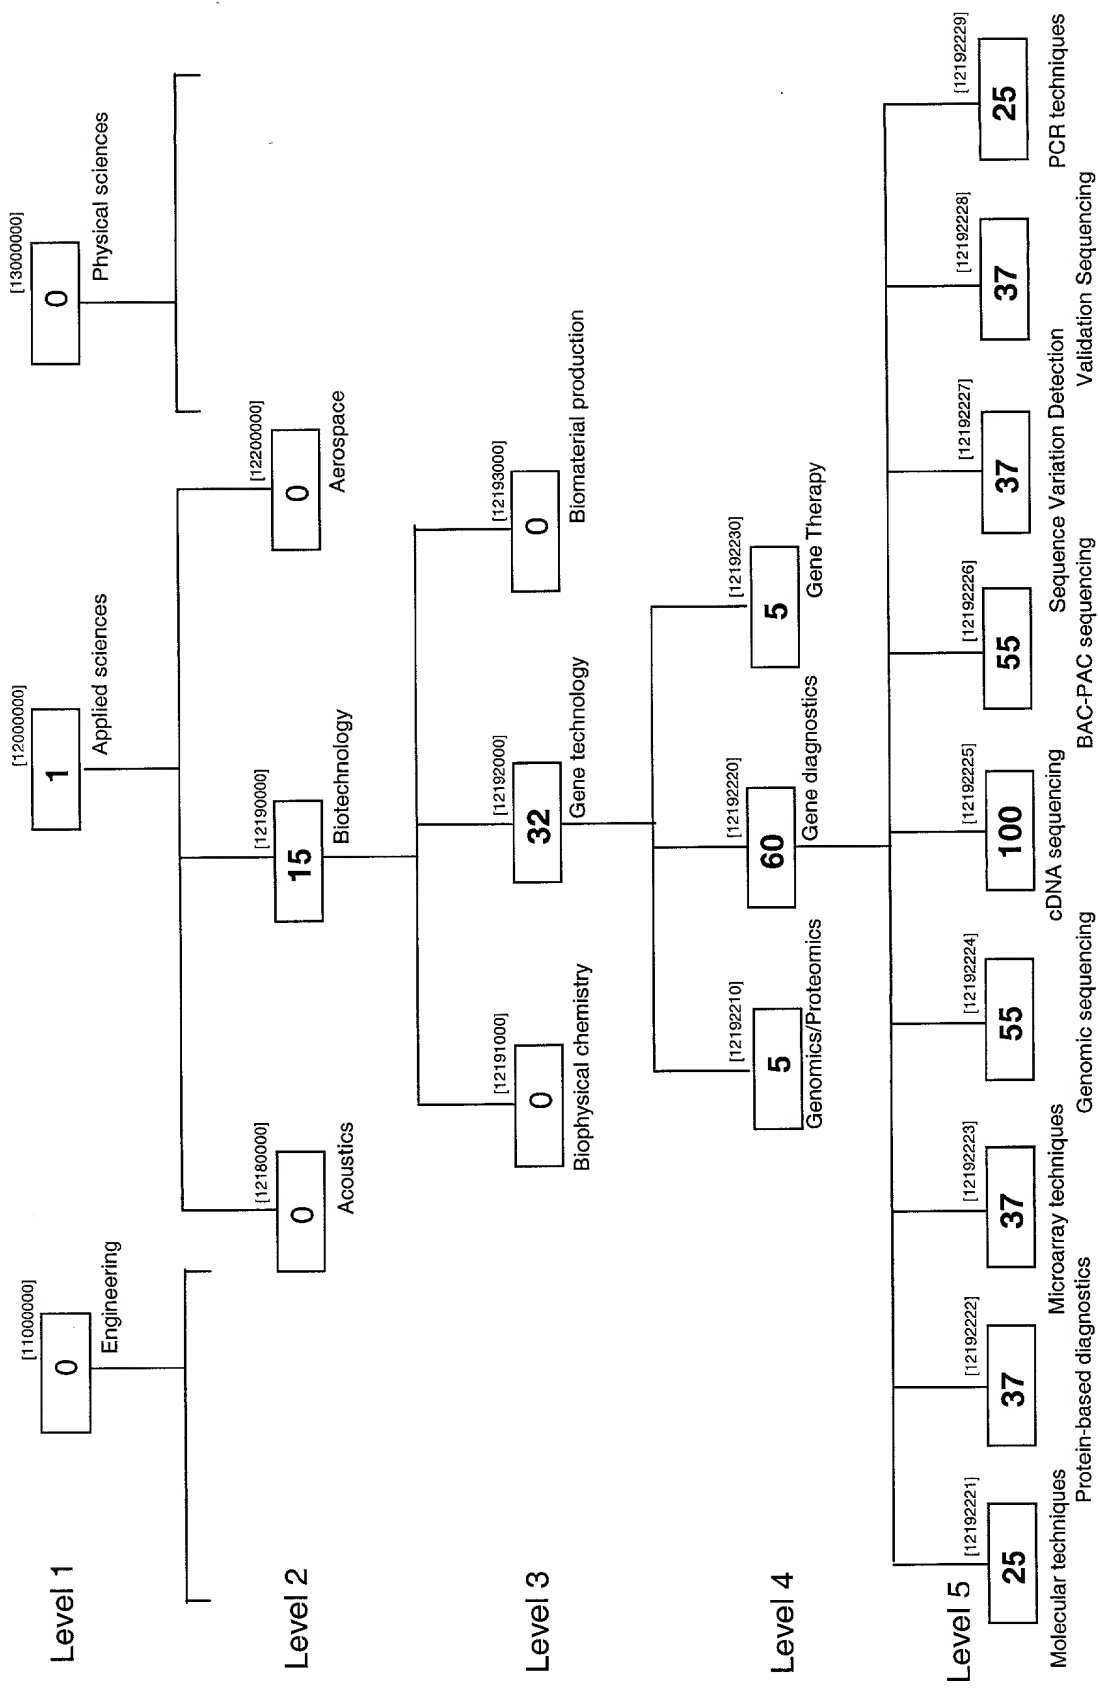 Level 1
[11000000]
0
Engineering
[12000000]
1
Applied sciences
[13000000]
0
Physical sciences
Level 2
[12180000]
0
Acoustics
[12190000]
15
Biotechnology
[12200000]
0
Aerospace
Level 3
[12191000]
0
Biophysical chemistry
[12192000]
32
Gene technology
[12193000]
0
Biomaterial production
Level 4
[12192210]
5
Genomics/Proteomics
[12192220]
60
Gene diagnostics
[12192230]
5
Gene Therapy
Level 5
[12192221]
25
Molecular techniques
[12192222]
37
Protein-based diagnostics
[12192223]
37
Microarray techniques
[12192224]
55
Genomic sequencing
[12192225]
100
cDNA sequencing
[12192226]
55
BAC-PAC sequencing
[12192227]
37
Sequence Variation Detection
[12192228]
37
Validation Sequencing
[12192229]
25
PCR techniques